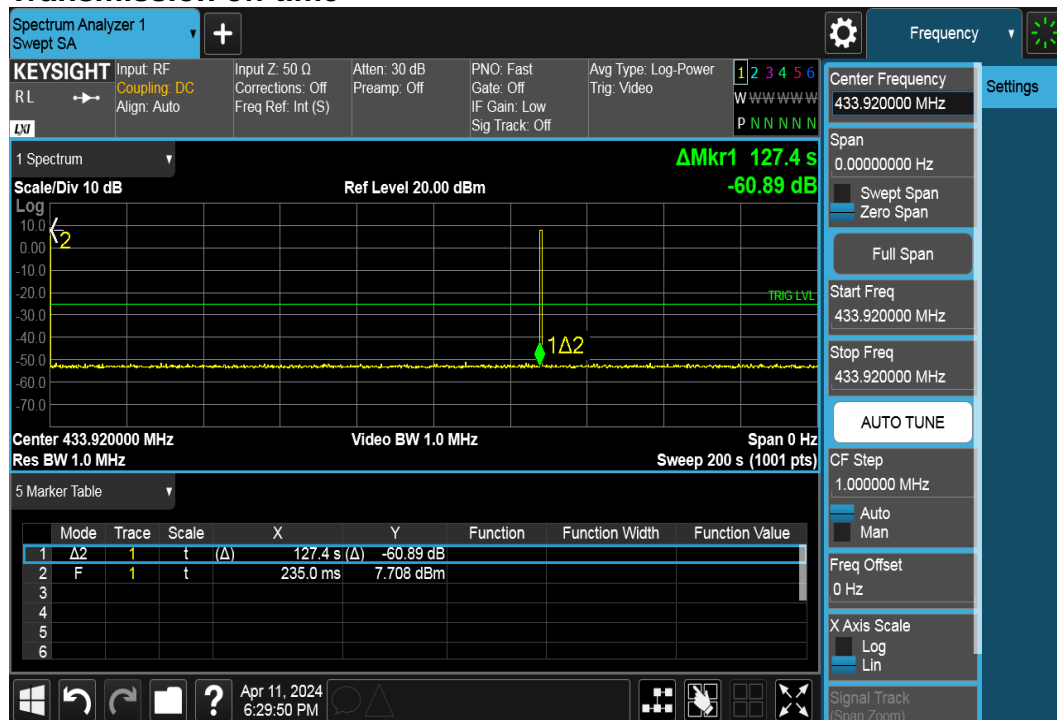 Transmission on time
Spectrum Analyzer 1
Swept SA
Frequency
KEYSIGHT
RL
LXI
Input: RF
Coupling: DC
Align: Auto
Input Z: 50 Ω
Corrections: Off
Freq Ref: Int (S)
Atten: 30 dB
Preamp: Off
PNO: Fast
Gate: Off
IF Gain: Low
Sig Track: Off
Avg Type: Log-Power
Trig: Video
1 2 3 4 5 6
W W W W W W
P N N N N N
1 Spectrum
ΔMkr1 127.4 s
-60.89 dB
Scale/Div 10 dB
Ref Level 20.00 dBm
Log
10.0
0.00
-10.0
-20.0
-30.0
-40.0
-50.0
-60.0
-70.0
2
TRIG LVL
1Δ2
Center 433.920000 MHz
Video BW 1.0 MHz
Span 0 Hz
Res BW 1.0 MHz
Sweep 200 s (1001 pts)
5 Marker Table
Mode Trace Scale X Y Function Function Width Function Value
1 Δ2 1 t (Δ) 127.4 s (Δ) -60.89 dB
2 F 1 t 235.0 ms 7.708 dBm
3
4
5
6
?
Apr 11, 2024
6:29:50 PM
Center Frequency
433.920000 MHz
Settings
Span
0.00000000 Hz
Swept Span
Zero Span
Full Span
Start Freq
433.920000 MHz
Stop Freq
433.920000 MHz
AUTO TUNE
CF Step
1.000000 MHz
Auto
Man
Freq Offset
0 Hz
X Axis Scale
Log
Lin
Signal Track
(Span Zoom)